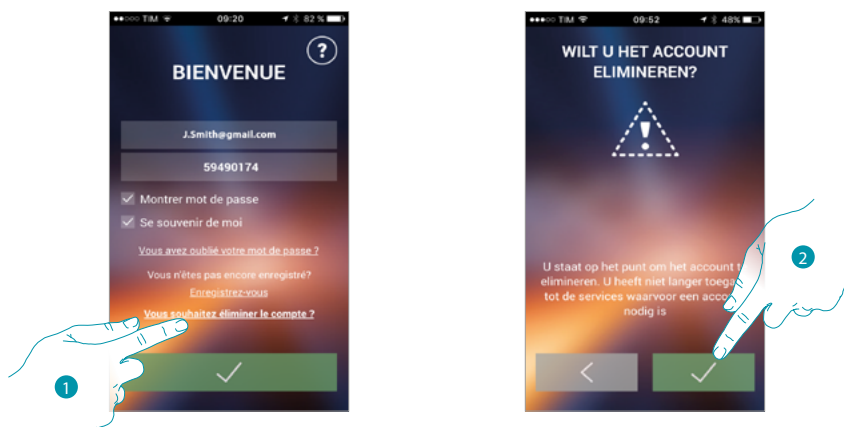 TIM 09:20 82 %
?
BIENVENUE
J.Smith@gmail.com
59490174
Montrer mot de passe
Se souvenir de moi
Vous avez oublié votre mot de passe ?
Vous n'êtes pas encore enregistré?
Enregistrez-vous
Vous souhaitez éliminer le compte ?
1
TIM 09:52 48%
WILT U HET ACCOUNT
ELIMINEREN?
U staat op het punt om het account
elimineren. U heeft niet langer
tot de services waarvoor een
nodig is
2